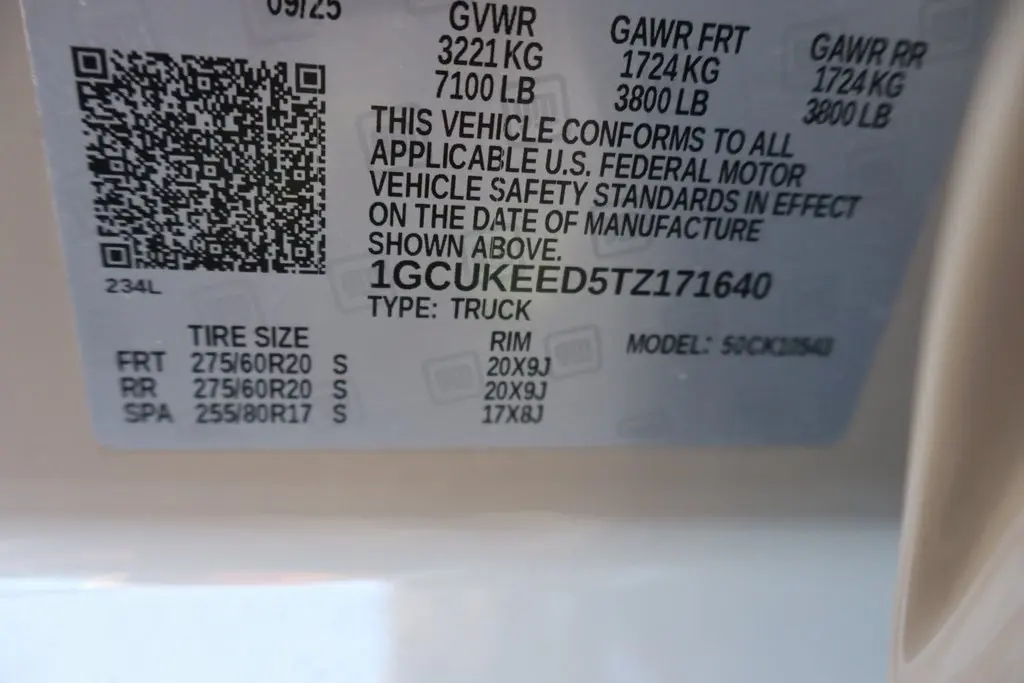 09/25 GVWR GAWR FRT GAWR RR
3221 KG 1724 KG 1724 KG
7100 LB 3800 LB 3800 LB
THIS VEHICLE CONFORMS TO ALL
APPLICABLE U.S. FEDERAL MOTOR
VEHICLE SAFETY STANDARDS IN EFFECT
ON THE DATE OF MANUFACTURE
SHOWN ABOVE.
234L 1GCUKEED5TZ171640
TYPE: TRUCK
TIRE SIZE RIM MODEL:
FRT 275/60R20 S 20X9J
RR 275/60R20 S 20X9J
SPA 255/80R17 S 17X8J